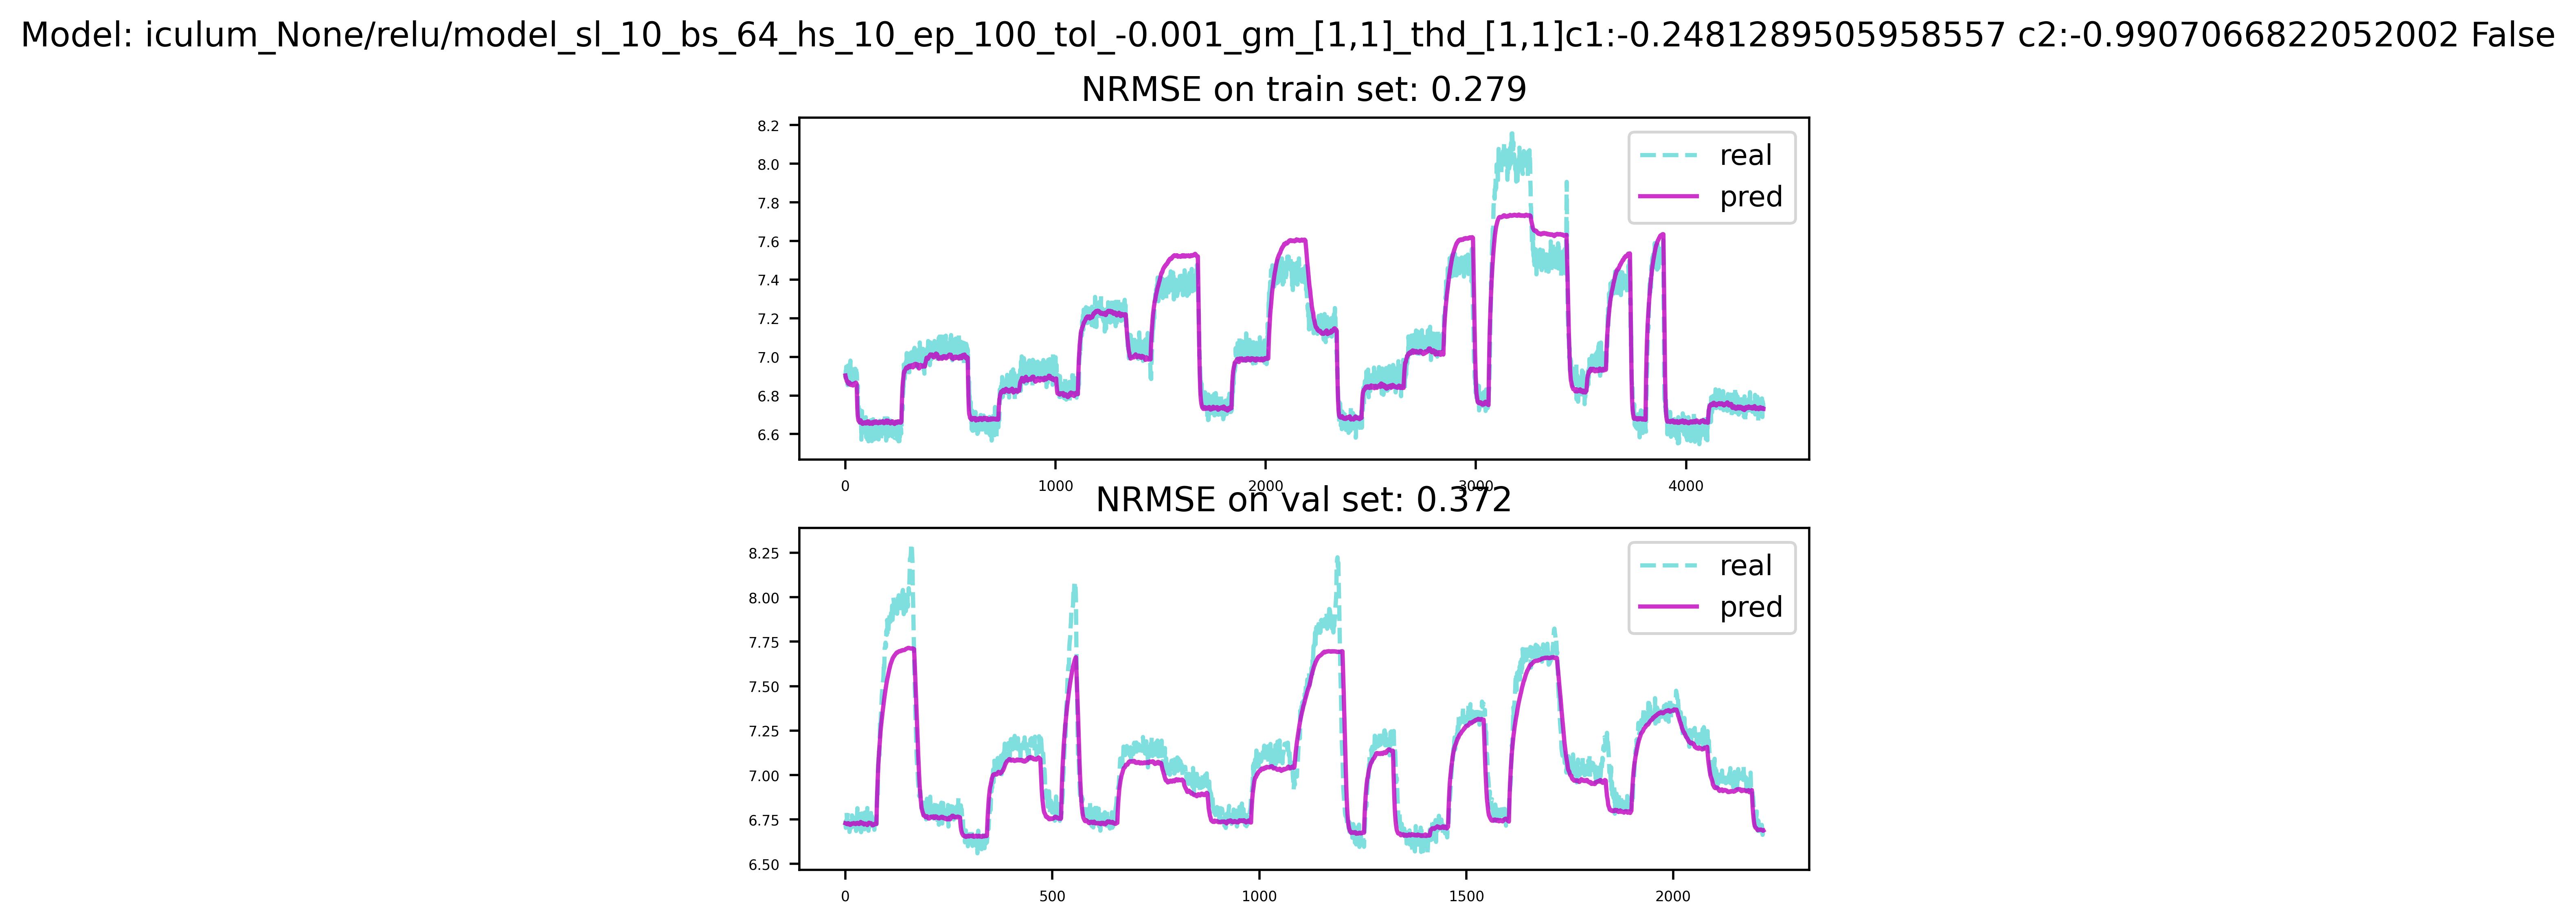 Model: iculum_None/relu/model_sl_10_bs_64_hs_10_ep_100_tol_-0.001_gm_[1,1]_thd_[1,1]c1:-0.2481289505958557 c2:-0.9907066822052002 False
NRMSE on train set: 0.279
8.2
8.0
7.8
7.6
7.4
7.2
7.0
6.8
6.6
real
pred
0 1000 2000 3000 4000
NRMSE on val set: 0.372
8.25
8.00
7.75
7.50
7.25
7.00
6.75
6.50
real
pred
0 500 1000 1500 2000